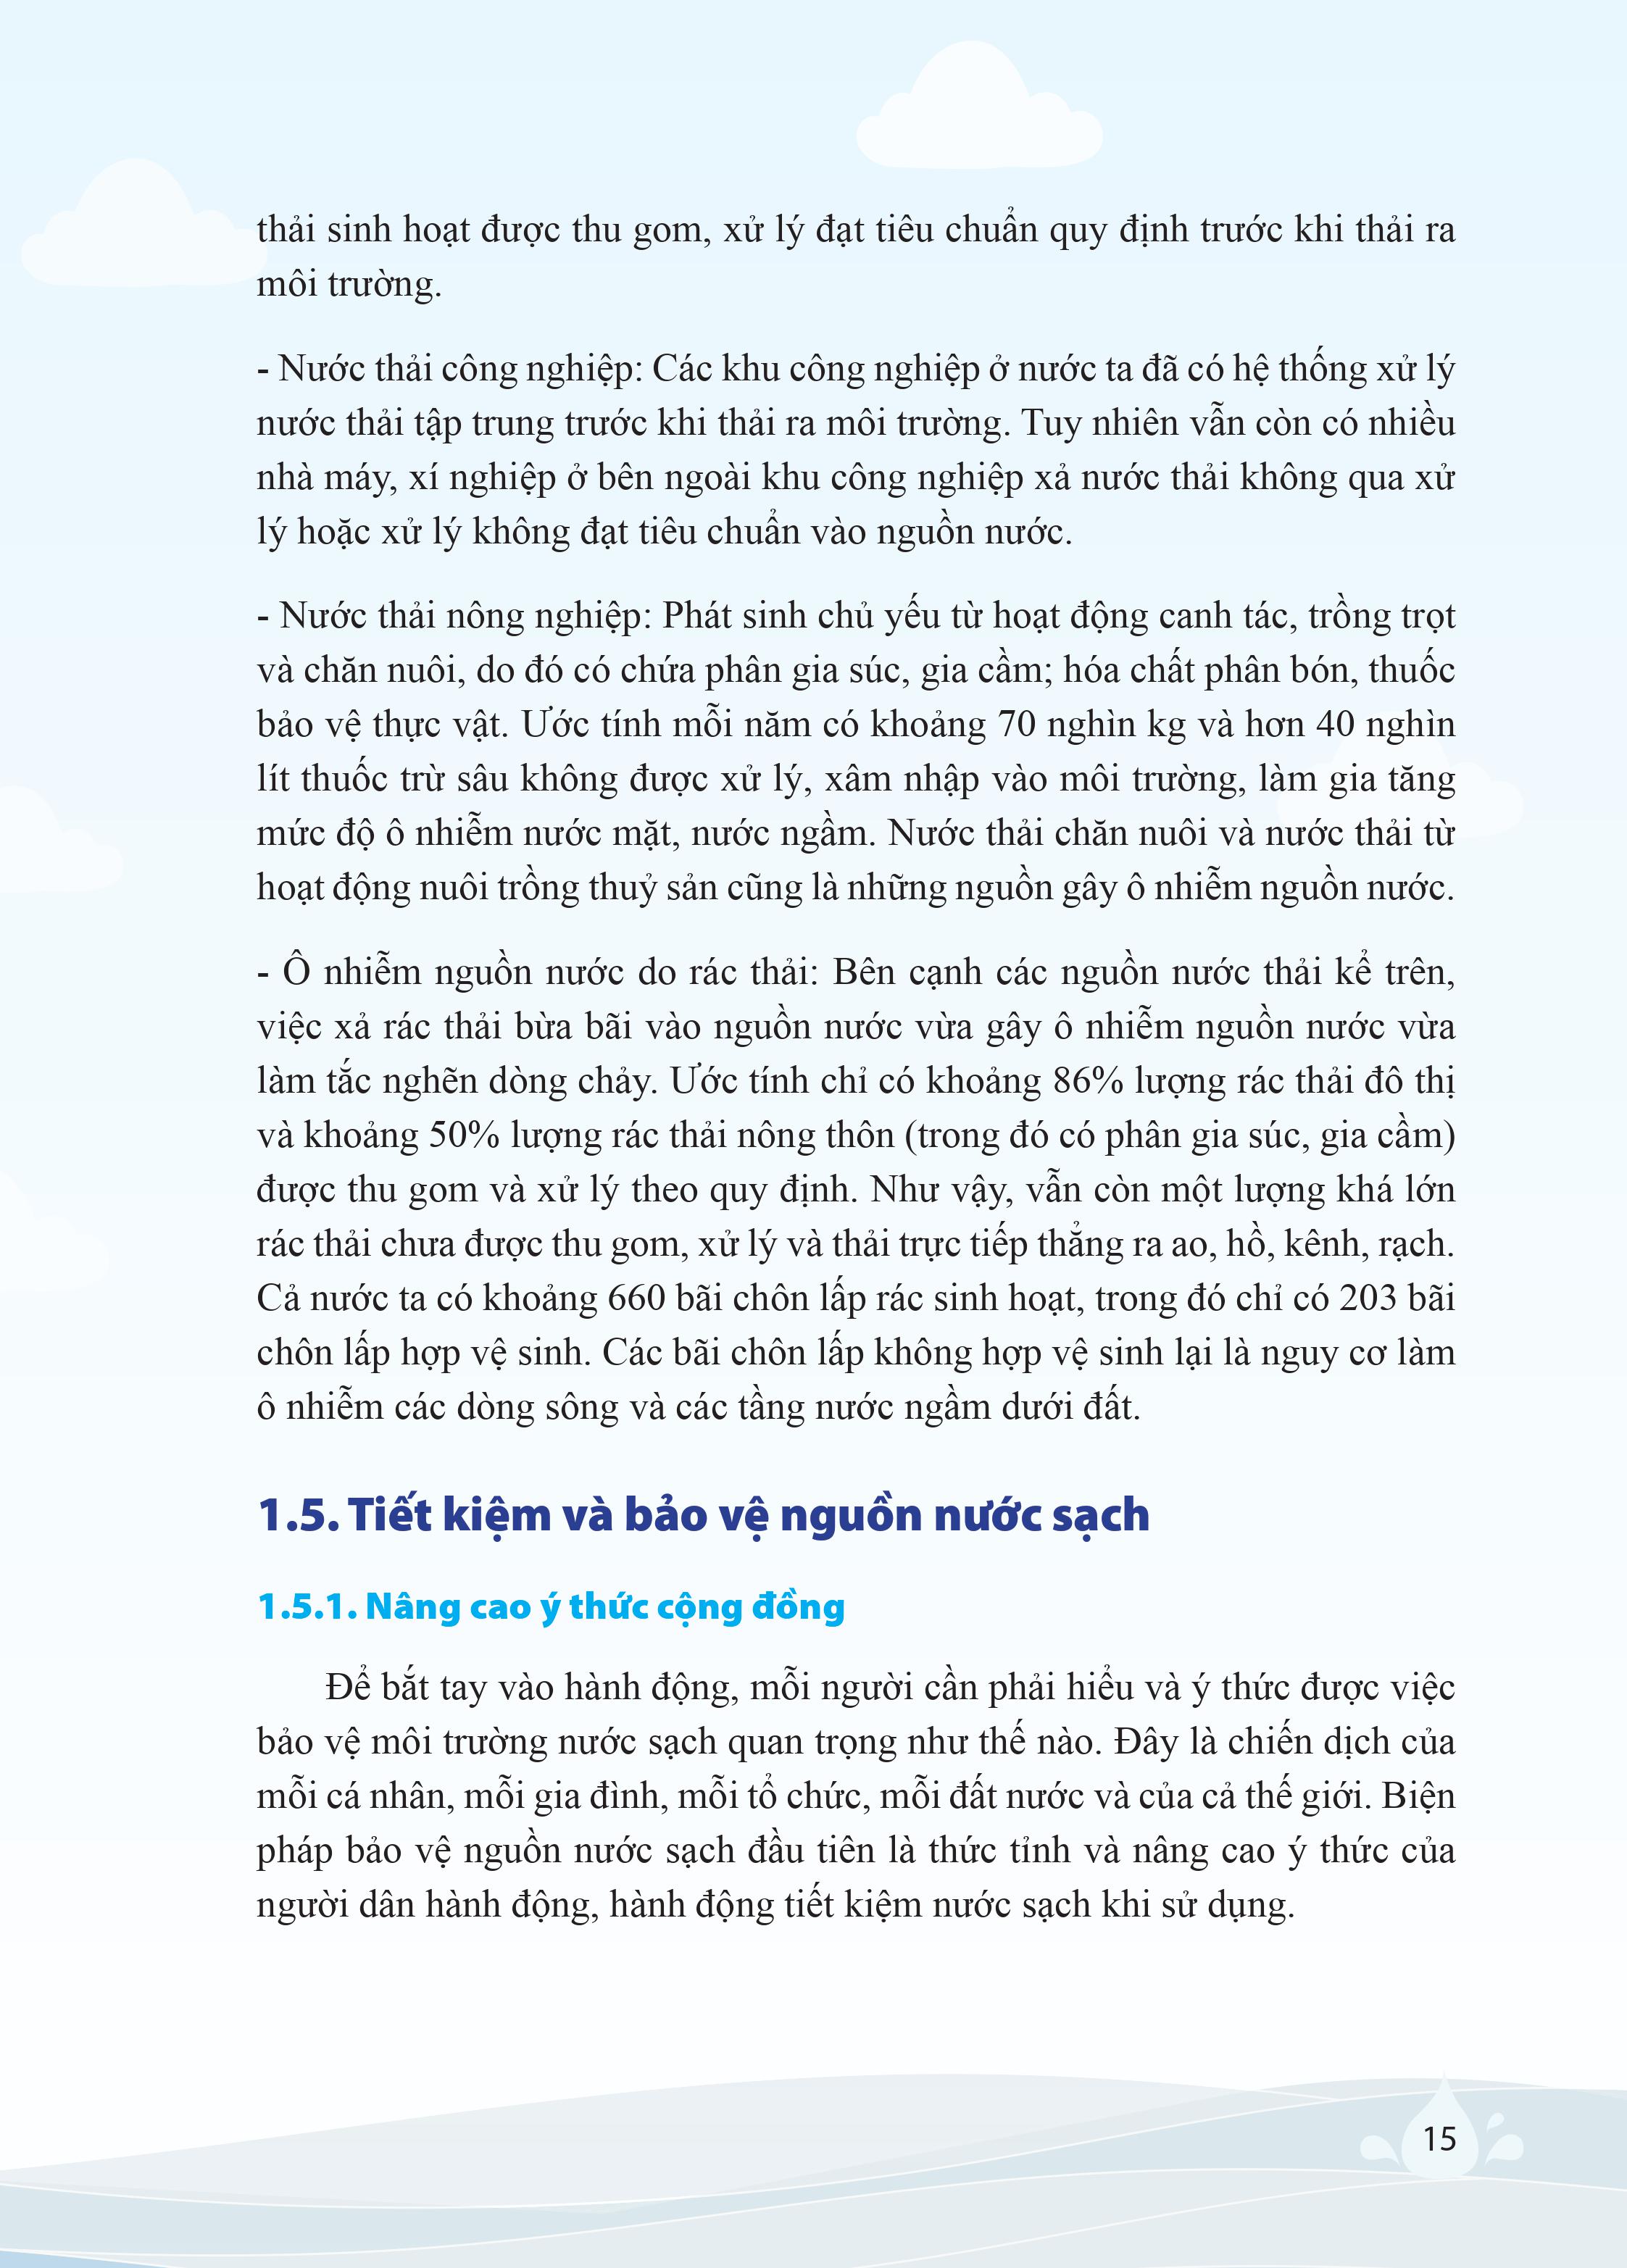 thải sinh hoạt được thu gom, xử lý đạt tiêu chuẩn quy định trước khi thải ra
môi trường.
- Nước thải công nghiệp: Các khu công nghiệp ở nước ta đã có hệ thống xử lý
nước thải tập trung trước khi thải ra môi trường. Tuy nhiên vẫn còn có nhiều
nhà máy, xí nghiệp ở bên ngoài khu công nghiệp xả nước thải không qua xử
lý hoặc xử lý không đạt tiêu chuẩn vào nguồn nước.
- Nước thải nông nghiệp: Phát sinh chủ yếu từ hoạt động canh tác, trồng trọt
và chăn nuôi, do đó có chứa phân gia súc, gia cầm; hóa chất phân bón, thuốc
bảo vệ thực vật. Ước tính mỗi năm có khoảng 70 nghìn kg và hơn 40 nghìn
lít thuốc trừ sâu không được xử lý, xâm nhập vào môi trường, làm gia tăng
mức độ ô nhiễm nước mặt, nước ngầm. Nước thải chăn nuôi và nước thải từ
hoạt động nuôi trồng thuỷ sản cũng là những nguồn gây ô nhiễm nguồn nước.
- Ô nhiễm nguồn nước do rác thải: Bên cạnh các nguồn nước thải kể trên,
việc xả rác thải bừa bãi vào nguồn nước vừa gây ô nhiễm nguồn nước vừa
làm tắc nghẽn dòng chảy. Ước tính chỉ có khoảng 86% lượng rác thải đô thị
và khoảng 50% lượng rác thải nông thôn (trong đó có phân gia súc, gia cầm)
được thu gom và xử lý theo quy định. Như vậy, vẫn còn một lượng khá lớn
rác thải chưa được thu gom, xử lý và thải trực tiếp thẳng ra ao, hồ, kênh, rạch.
Cả nước ta có khoảng 660 bãi chôn lấp rác sinh hoạt, trong đó chỉ có 203 bãi
chôn lấp hợp vệ sinh. Các bãi chôn lấp không hợp vệ sinh lại là nguy cơ làm
ô nhiễm các dòng sông và các tầng nước ngầm dưới đất.
1.5. Tiết kiệm và bảo vệ nguồn nước sạch
1.5.1. Nâng cao ý thức cộng đồng
Để bắt tay vào hành động, mỗi người cần phải hiểu và ý thức được việc
bảo vệ môi trường nước sạch quan trọng như thế nào. Đây là chiến dịch của
mỗi cá nhân, mỗi gia đình, mỗi tổ chức, mỗi đất nước và của cả thế giới. Biện
pháp bảo vệ nguồn nước sạch đầu tiên là thức tỉnh và nâng cao ý thức của
người dân hành động, hành động tiết kiệm nước sạch khi sử dụng.
15